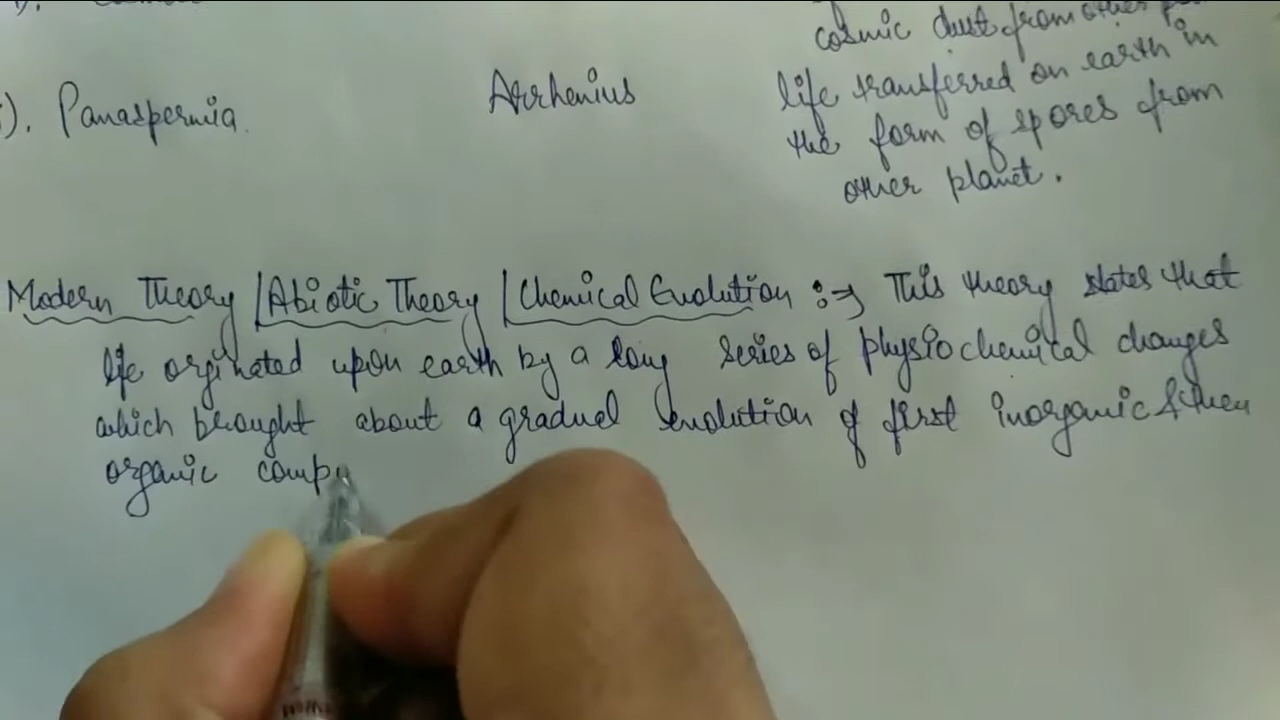 cosmic dust from other
). Panaspermia Arrhenius life transferred on earth in
the form of spores from
other planet.
Modern Theory | Abiotic Theory | Chemical Evolution :⇒ This theory states that
life orginated upon earth by a long series of physiochemical changes
which brought about a gradual evolution of first inorganic & then
organic comp